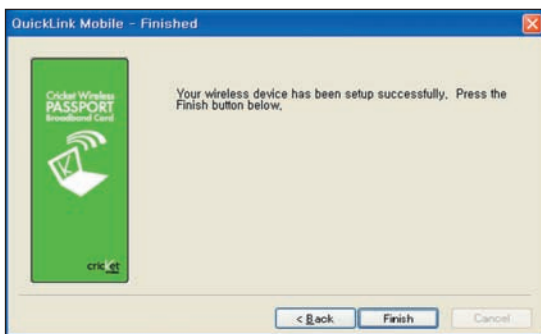 QuickLink Mobile - Finished
Cricket Wireless
PASSPORT
Broadband Card
Your wireless device has been setup successfully. Press the
Finish button below.
cricket
< Back
Finish
Cancel